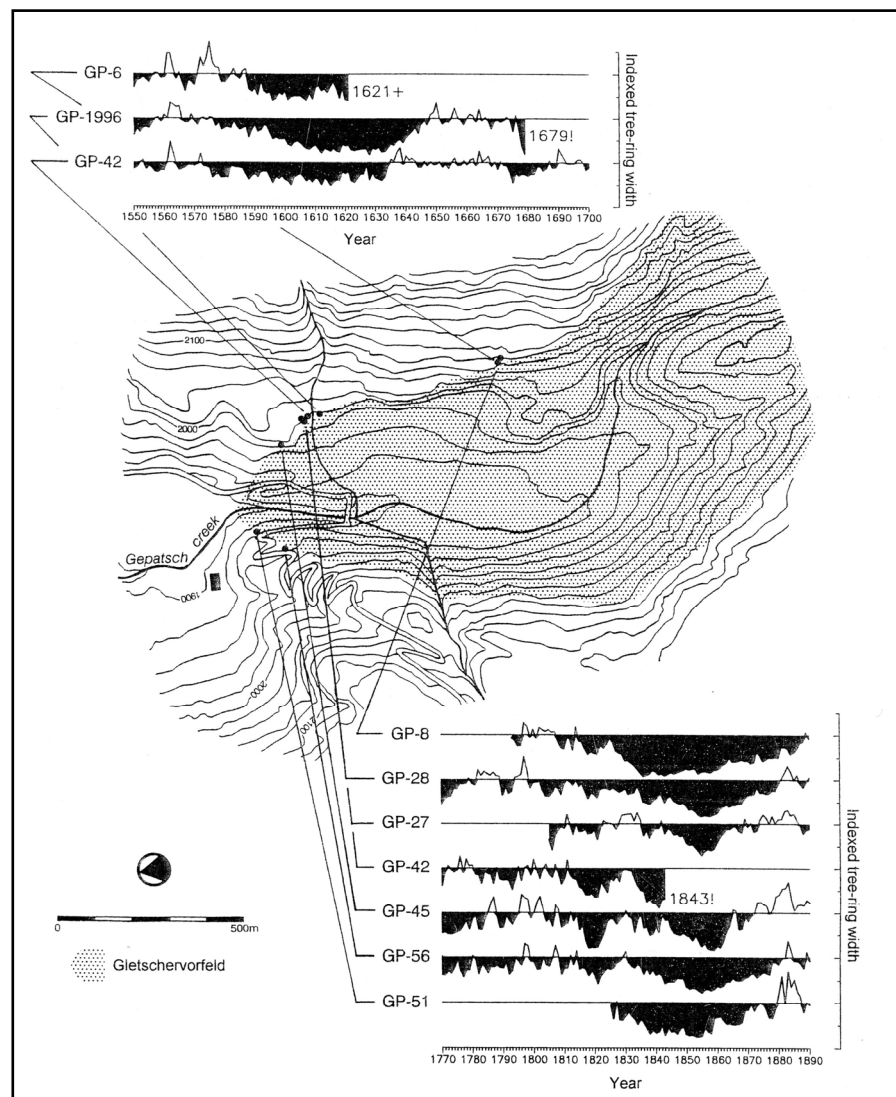 GP-6
1621+
GP-1996
1679!
GP-42
Indexed tree-ring width
1550 1560 1570 1580 1590 1600 1610 1620 1630 1640 1650 1660 1670 1680 1690 1700
Year
2100
2000
Gepatsch creek
1900
2000
2100
GP-8
GP-28
GP-27
GP-42
1843!
GP-45
GP-56
GP-51
Indexed tree-ring width
0 500m
Gletschervorfeld
1770 1780 1790 1800 1810 1820 1830 1840 1850 1860 1870 1880 1890
Year